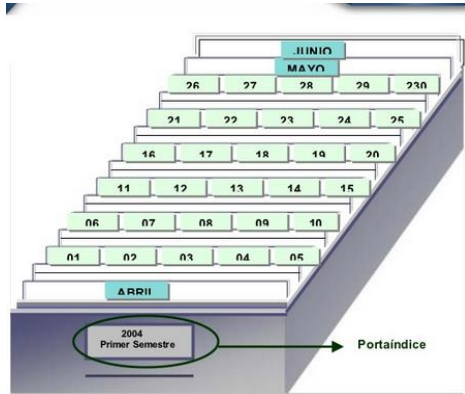 JUNIO
MAYO
26 27 28 29 230
21 22 23 24 25
16 17 18 19 20
11 12 13 14 15
06 07 08 09 10
01 02 03 04 05
ABRIL
2004
Primer Semestre
Portaíndice